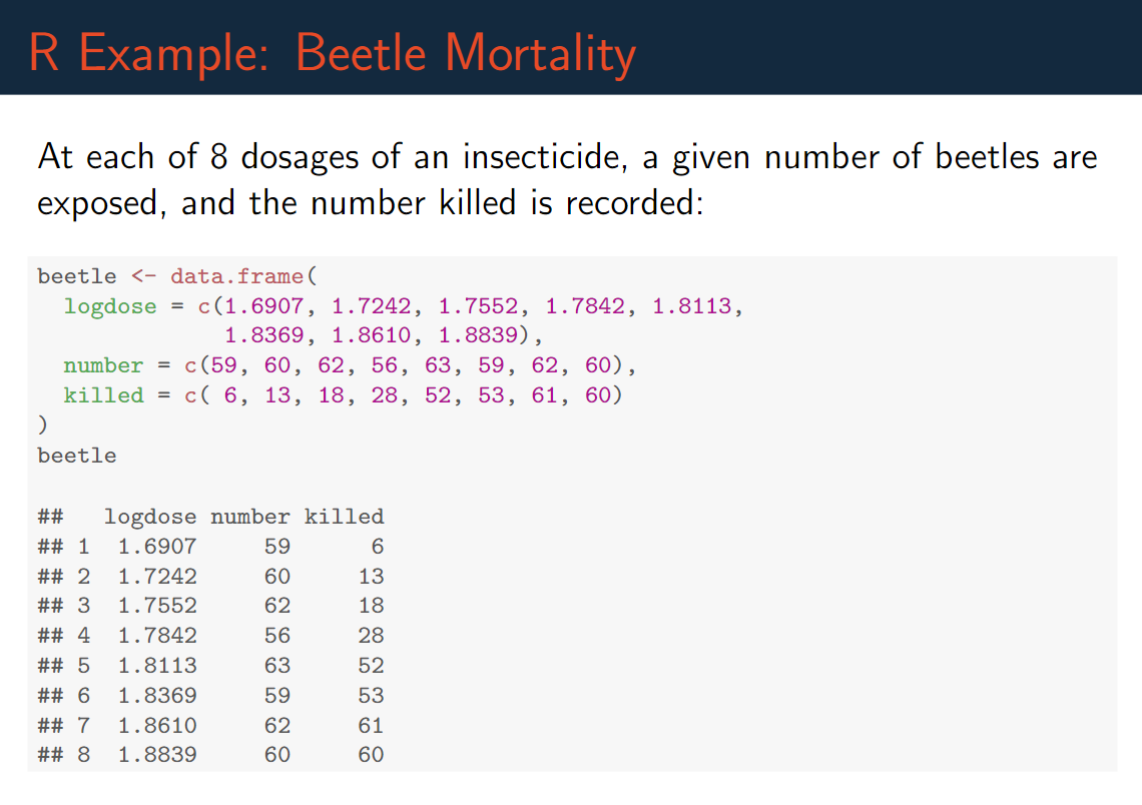 R Example: Beetle Mortality
At each of 8 dosages of an insecticide, a given number of beetles are
exposed, and the number killed is recorded:
beetle <- data.frame(
  logdose = c(1.6907, 1.7242, 1.7552, 1.7842, 1.8113,
              1.8369, 1.8610, 1.8839),
  number = c(59, 60, 62, 56, 63, 59, 62, 60),
  killed = c( 6, 13, 18, 28, 52, 53, 61, 60)
)
beetle
##   logdose number killed
## 1  1.6907     59      6
## 2  1.7242     60     13
## 3  1.7552     62     18
## 4  1.7842     56     28
## 5  1.8113     63     52
## 6  1.8369     59     53
## 7  1.8610     62     61
## 8  1.8839     60     60